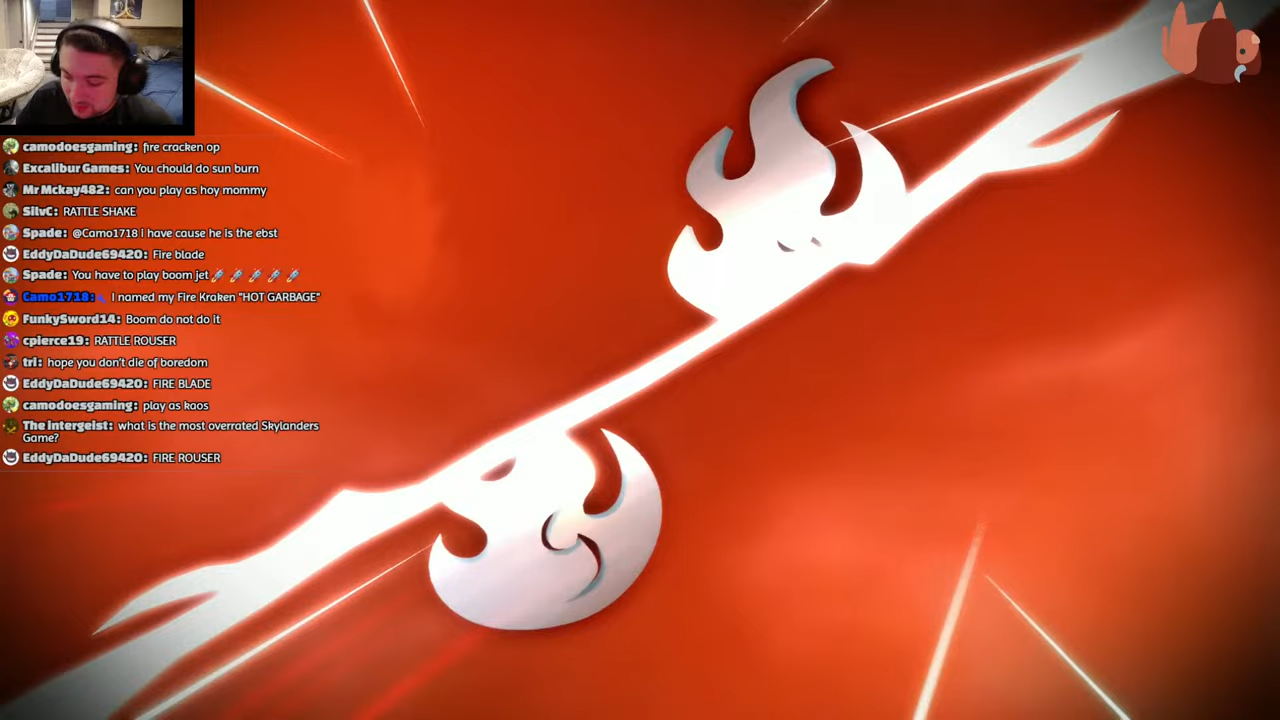 camodoesgaming: fire cracken op
Excalibur Games: You chould do sun burn
Mr Mckay482: can you play as hoy mommy
SilvC: RATTLE SHAKE
Spade: @Camo1718 i have cause he is the ebst
EddyDaDude69420: Fire blade
Spade: You have to play boom jet 🚀 🚀 🚀 🚀 🚀
Camo1718: I named my Fire Kraken "HOT GARBAGE"
FunkySword14: Boom do not do it
cpierce19: RATTLE ROUSER
tri: hope you don't die of boredom
EddyDaDude69420: FIRE BLADE
camodoesgaming: play as kaos
The intergeist: what is the most overrated Skylanders
Game?
EddyDaDude69420: FIRE ROUSER